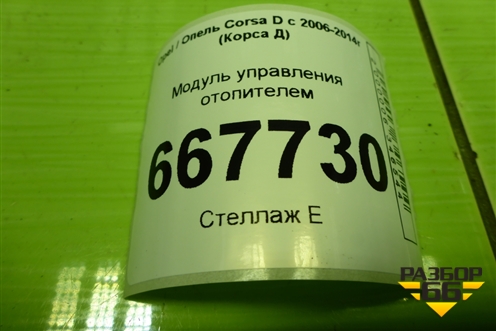 Opel / Опель Corsa D с 2006-2014г
(Корса Д)
Модуль управления
отопителем
667730
Стеллаж Е
РАЗБОР
66